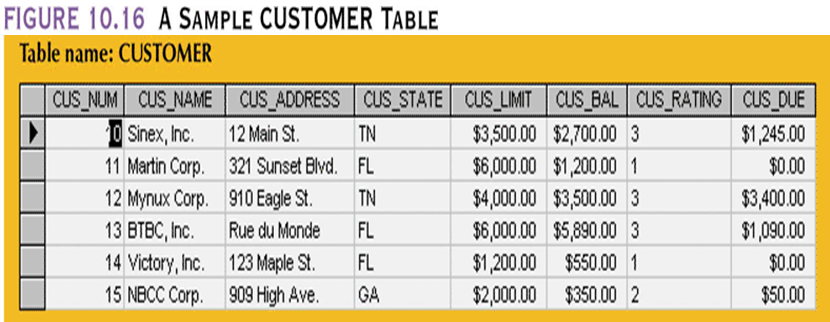 FIGURE 10.16 A SAMPLE CUSTOMER TABLE
Table name: CUSTOMER
CUS_NUM CUS_NAME CUS_ADDRESS CUS_STATE CUS_LIMIT CUS_BAL CUS_RATING CUS_DUE
10 Sinex, Inc. 12 Main St. TN $3,500.00 $2,700.00 3 $1,245.00
11 Martin Corp. 321 Sunset Blvd. FL $6,000.00 $1,200.00 1 $0.00
12 Mynux Corp. 910 Eagle St. TN $4,000.00 $3,500.00 3 $3,400.00
13 BTBC, Inc. Rue du Monde FL $6,000.00 $5,890.00 3 $1,090.00
14 Victory, Inc. 123 Maple St. FL $1,200.00 $550.00 1 $0.00
15 NBCC Corp. 909 High Ave. GA $2,000.00 $350.00 2 $50.00